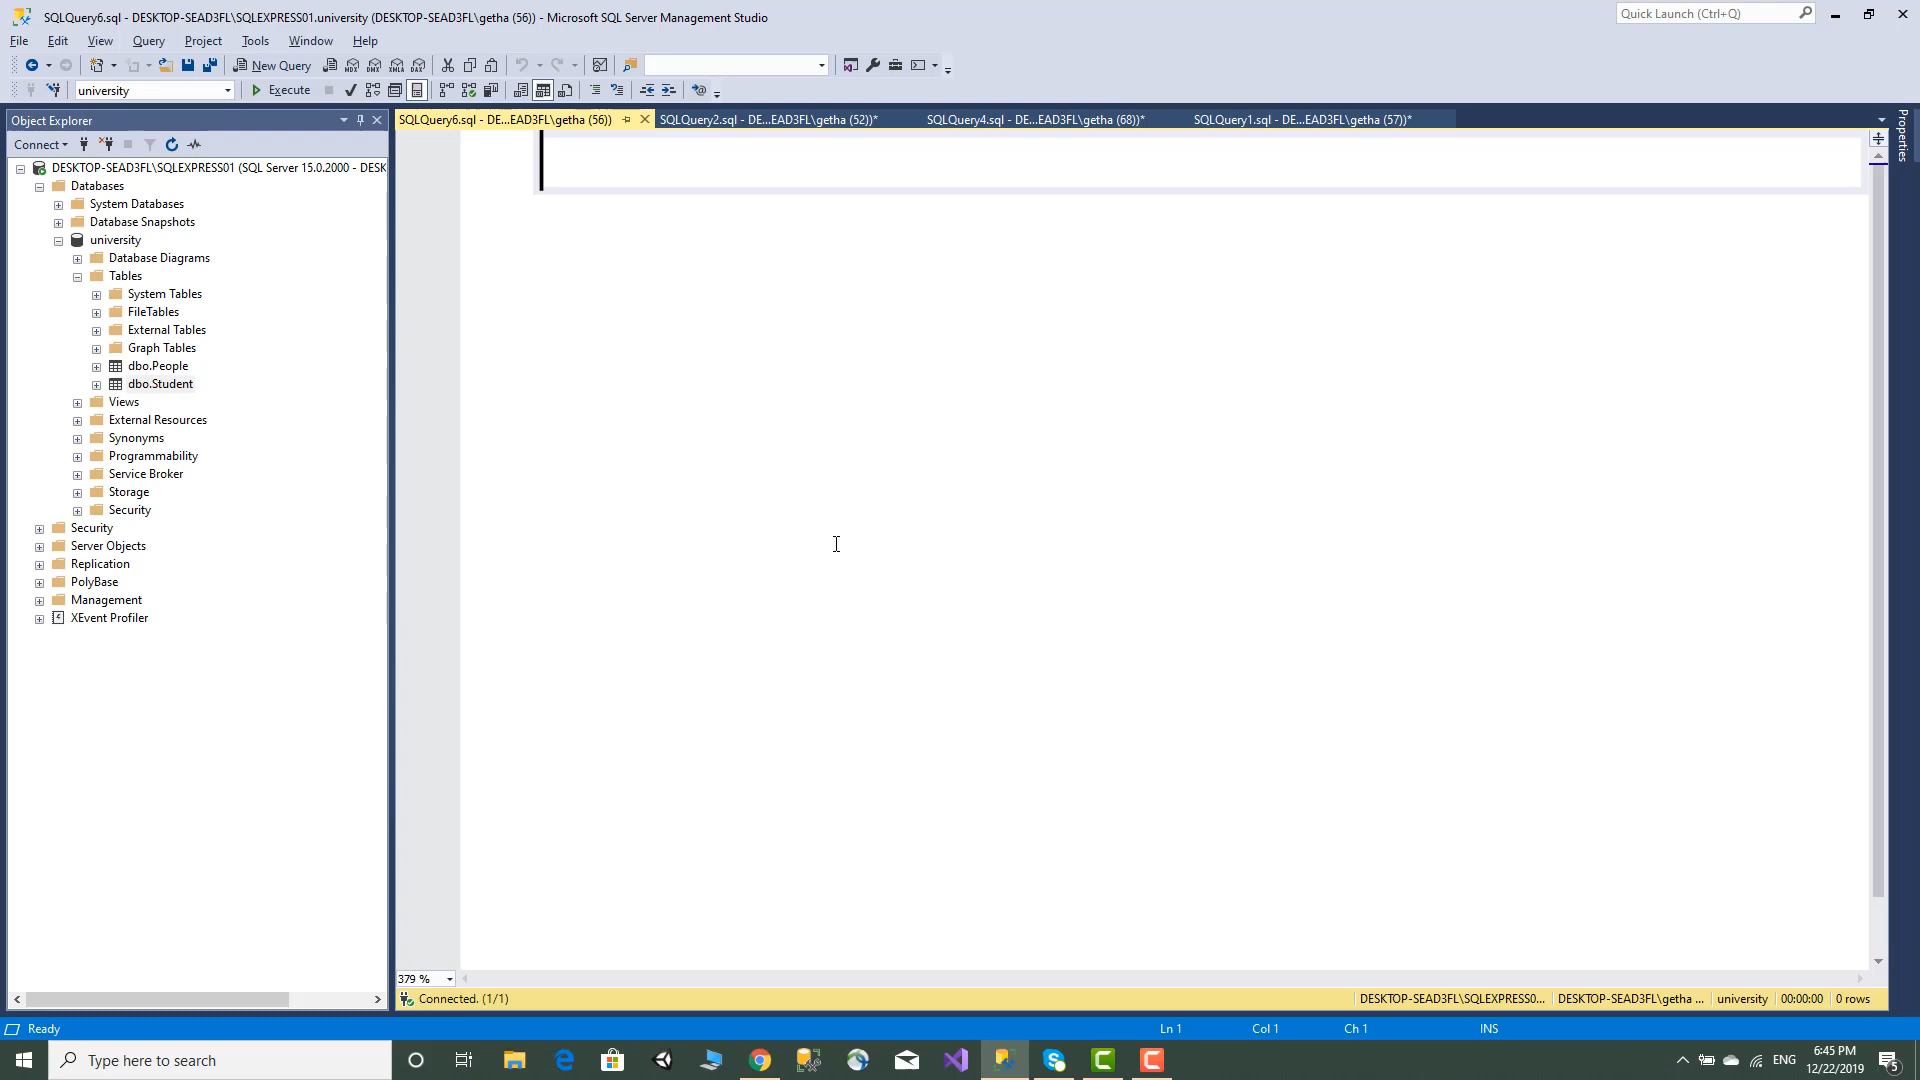 SQLQuery6.sql - DESKTOP-SEAD3FL\SQLEXPRESS01.university (DESKTOP-SEAD3FL\getha (56)) - Microsoft SQL Server Management Studio
Quick Launch (Ctrl+Q)
File Edit View Query Project Tools Window Help
New Query
MDX DMX XMLA DAX
university
Execute
Object Explorer
SQLQuery6.sql - DE...EAD3FL\getha (56))
SQLQuery2.sql - DE...EAD3FL\getha (52))*
SQLQuery4.sql - DE...EAD3FL\getha (68))*
SQLQuery1.sql - DE...EAD3FL\getha (57))*
Properties
Connect
DESKTOP-SEAD3FL\SQLEXPRESS01 (SQL Server 15.0.2000 - DESK
Databases
System Databases
Database Snapshots
university
Database Diagrams
Tables
System Tables
FileTables
External Tables
Graph Tables
dbo.People
dbo.Student
Views
External Resources
Synonyms
Programmability
Service Broker
Storage
Security
Security
Server Objects
Replication
PolyBase
Management
XEvent Profiler
379 %
Connected. (1/1)
DESKTOP-SEAD3FL\SQLEXPRESS0... DESKTOP-SEAD3FL\getha ... university 00:00:00 0 rows
Ready
Ln 1 Col 1 Ch 1 INS
Type here to search
ENG
6:45 PM
12/22/2019
5